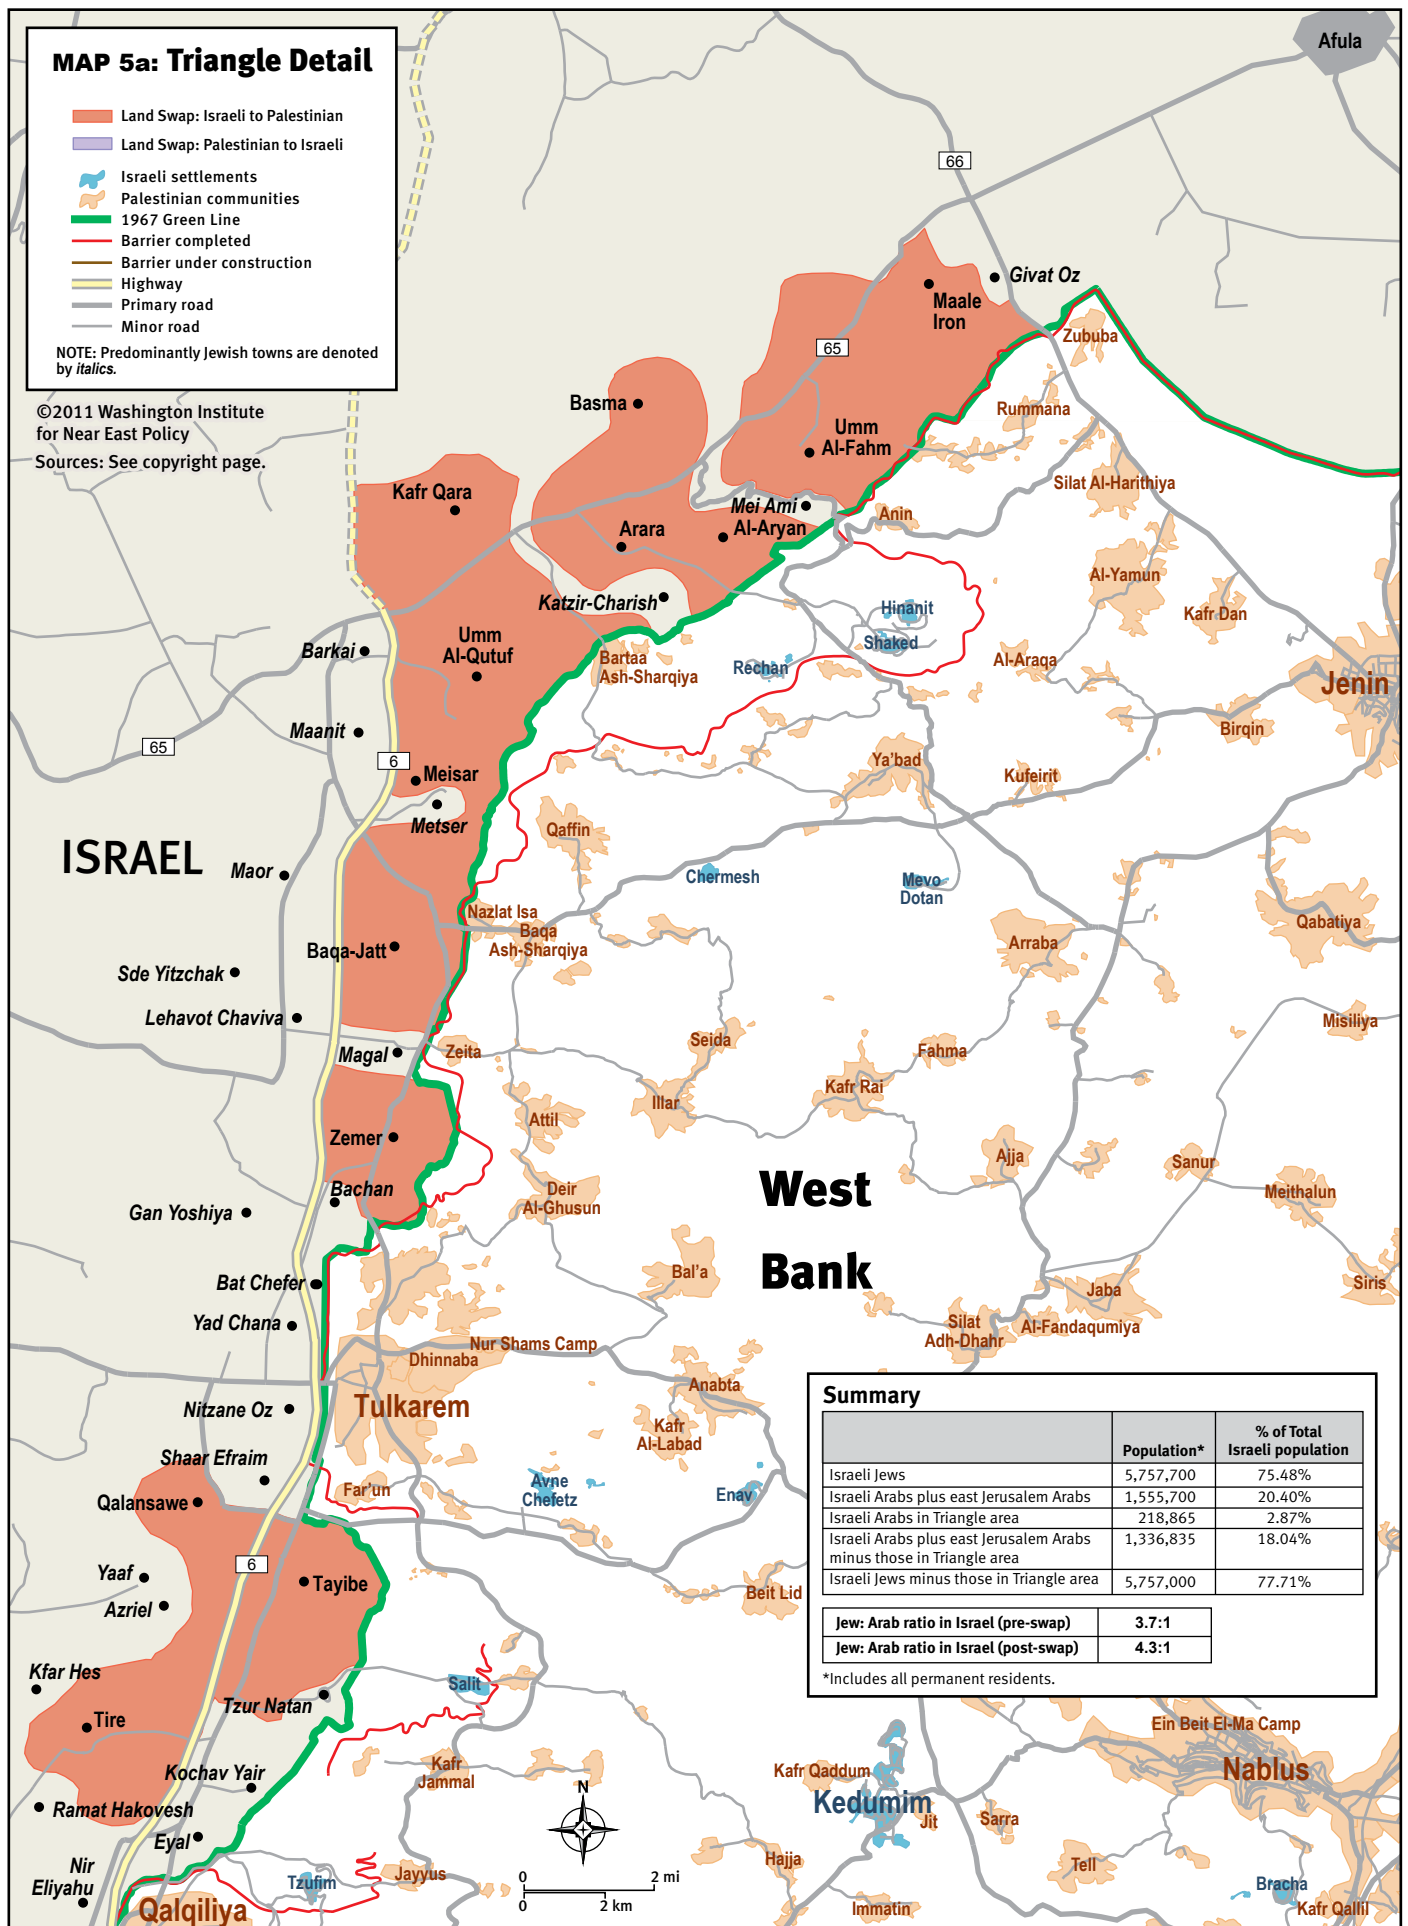 MAP 5a: Triangle Detail
Land Swap: Israeli to Palestinian
Land Swap: Palestinian to Israeli
Israeli settlements
Palestinian communities
1967 Green Line
Barrier completed
Barrier under construction
Highway
Primary road
Minor road
NOTE: Predominantly Jewish towns are denoted
by italics.
©2011 Washington Institute
for Near East Policy
Sources: See copyright page.
Afula
66
Givat Oz
Maale
Iron
Zububa
65
Basma
Rummana
Umm
Al-Fahm
Kafr Qara
Silat Al-Harithiya
Mei Ami
Anin
Arara
Al-Aryan
Al-Yamun
Katzir-Charish
Hinanit
Kafr Dan
Shaked
Umm
Al-Qutuf
Barkai
Bartaa
Ash-Sharqiya
Rechan
Al-Araqa
Jenin
Maanit
65
6
Birqin
Meisar
Ya'bad
Kufeirit
Metser
Qaffin
ISRAEL
Maor
Chermesh
Mevo
Dotan
Nazlat Isa
Baqa
Ash-Sharqiya
Qabatiya
Arraba
Baqa-Jatt
Sde Yitzchak
Lehavot Chaviva
Misiliya
Seida
Magal
Zeita
Fahma
Kafr Rai
Illar
Attil
Zemer
Ajja
Sanur
West
Bank
Bachan
Deir
Al-Ghusun
Meithalun
Gan Yoshiya
Bal'a
Bat Chefer
Siris
Jaba
Yad Chana
Silat
Adh-Dhahr
Al-Fandaqumiya
Nur Shams Camp
Dhinnaba
Anabta
Tulkarem
Nitzane Oz
Kafr
Al-Labad
Shaar Efraim
Far'un
Avne
Chefetz
Enav
Qalansawe
6
Yaaf
Tayibe
Azriel
Beit Lid
Kfar Hes
Salit
Tzur Natan
Tire
Kochav Yair
Kafr
Jammal
Ramat Hakovesh
Eyal
Nir
Eliyahu
Tzufim
Jayyus
Qalqiliya
N
0 2 mi
0 2 km
Summary
Population* % of Total
Israeli population
Israeli Jews 5,757,700 75.48%
Israeli Arabs plus east Jerusalem Arabs 1,555,700 20.40%
Israeli Arabs in Triangle area 218,865 2.87%
Israeli Arabs plus east Jerusalem Arabs 1,336,835 18.04%
minus those in Triangle area
Israeli Jews minus those in Triangle area 5,757,000 77.71%
Jew: Arab ratio in Israel (pre-swap) 3.7:1
Jew: Arab ratio in Israel (post-swap) 4.3:1
*Includes all permanent residents.
Ein Beit El-Ma Camp
Nablus
Kafr Qaddum
Kedumim
Jit
Sarra
Hajja
Tell
Immatin
Bracha
Kafr Qallil